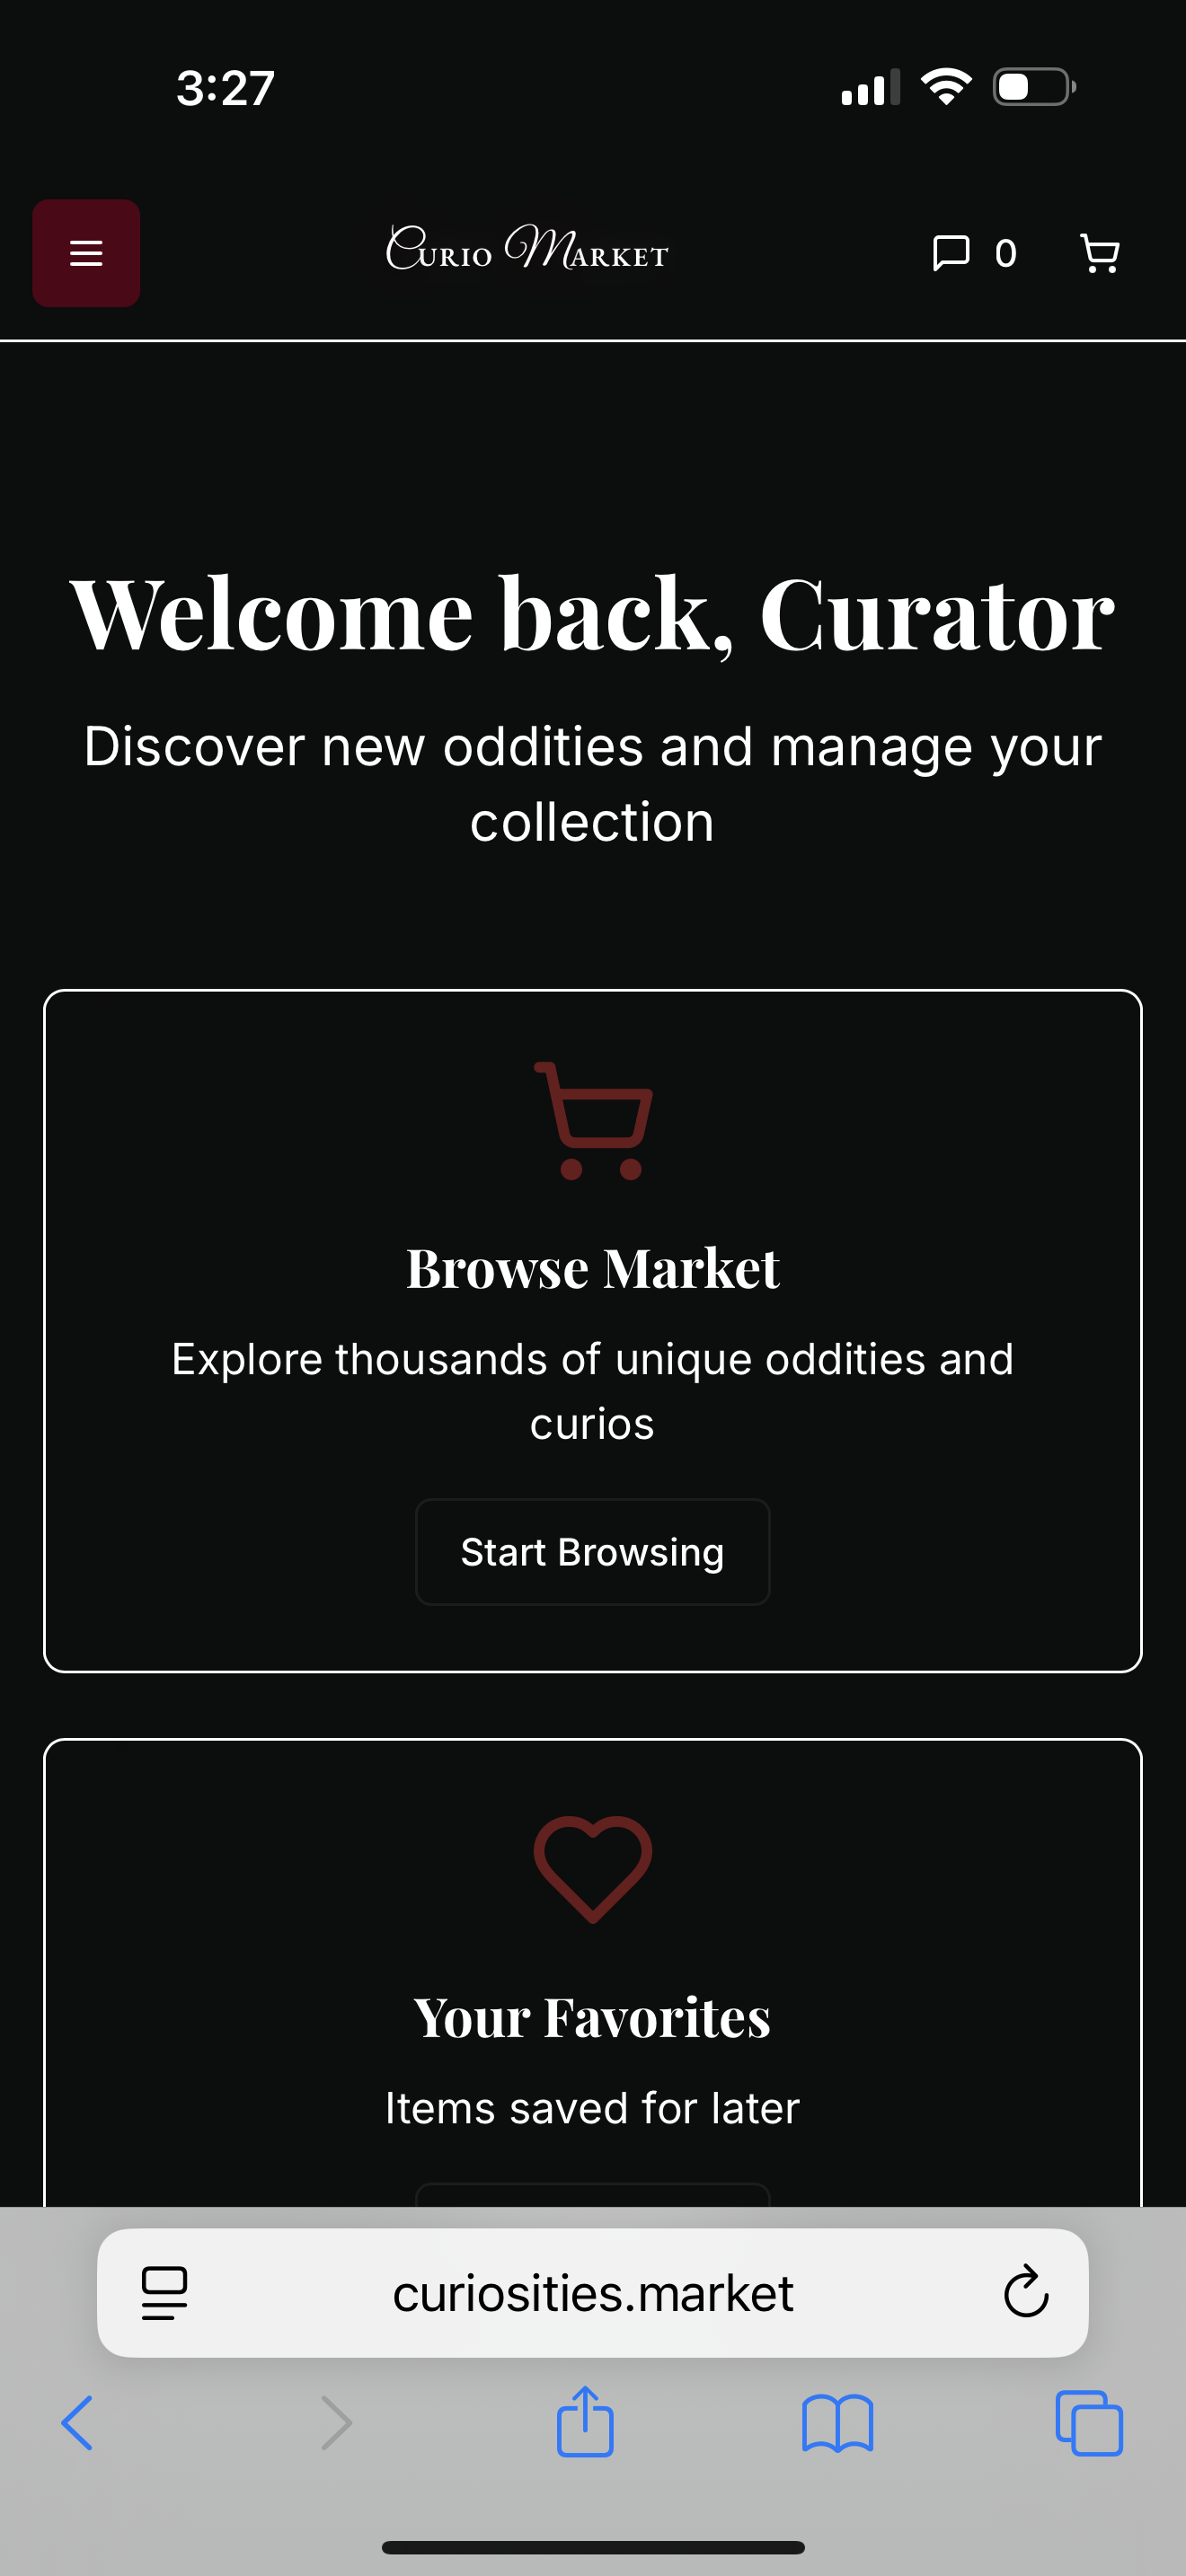 3:27
Curio Market
0
Welcome back, Curator
Discover new oddities and manage your
collection
Browse Market
Explore thousands of unique oddities and
curios
Start Browsing
Your Favorites
Items saved for later
curiosities.market